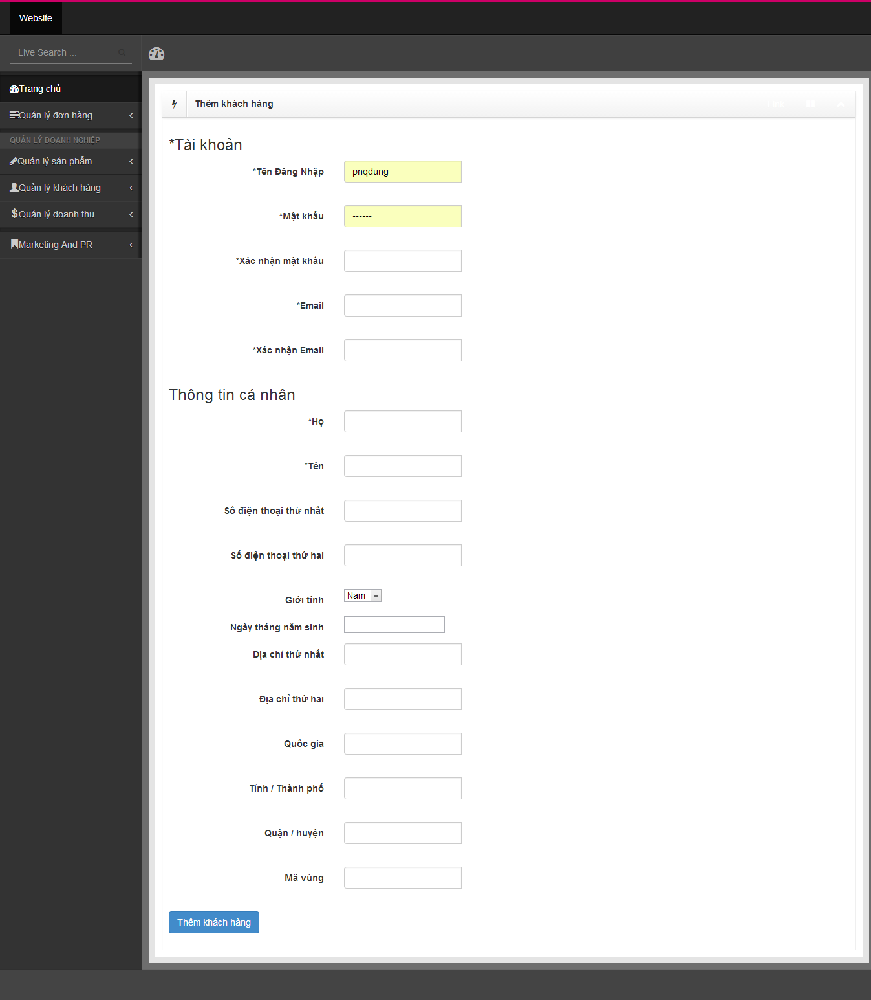 Website
Live Search ...
Trang chủ
Quản lý đơn hàng
QUẢN LÝ DOANH NGHIỆP
Quản lý sản phẩm
Quản lý khách hàng
Quản lý doanh thu
Marketing And PR
Thêm khách hàng
Link
*Tài khoản
*Tên Đăng Nhập
pnqdung
*Mật khẩu
••••••
*Xác nhận mật khẩu
*Email
*Xác nhận Email
Thông tin cá nhân
*Họ
*Tên
Số điện thoại thứ nhất
Số điện thoại thứ hai
Giới tính
Nam
Ngày tháng năm sinh
Địa chỉ thứ nhất
Địa chỉ thứ hai
Quốc gia
Tỉnh / Thành phố
Quận / huyện
Mã vùng
Thêm khách hàng